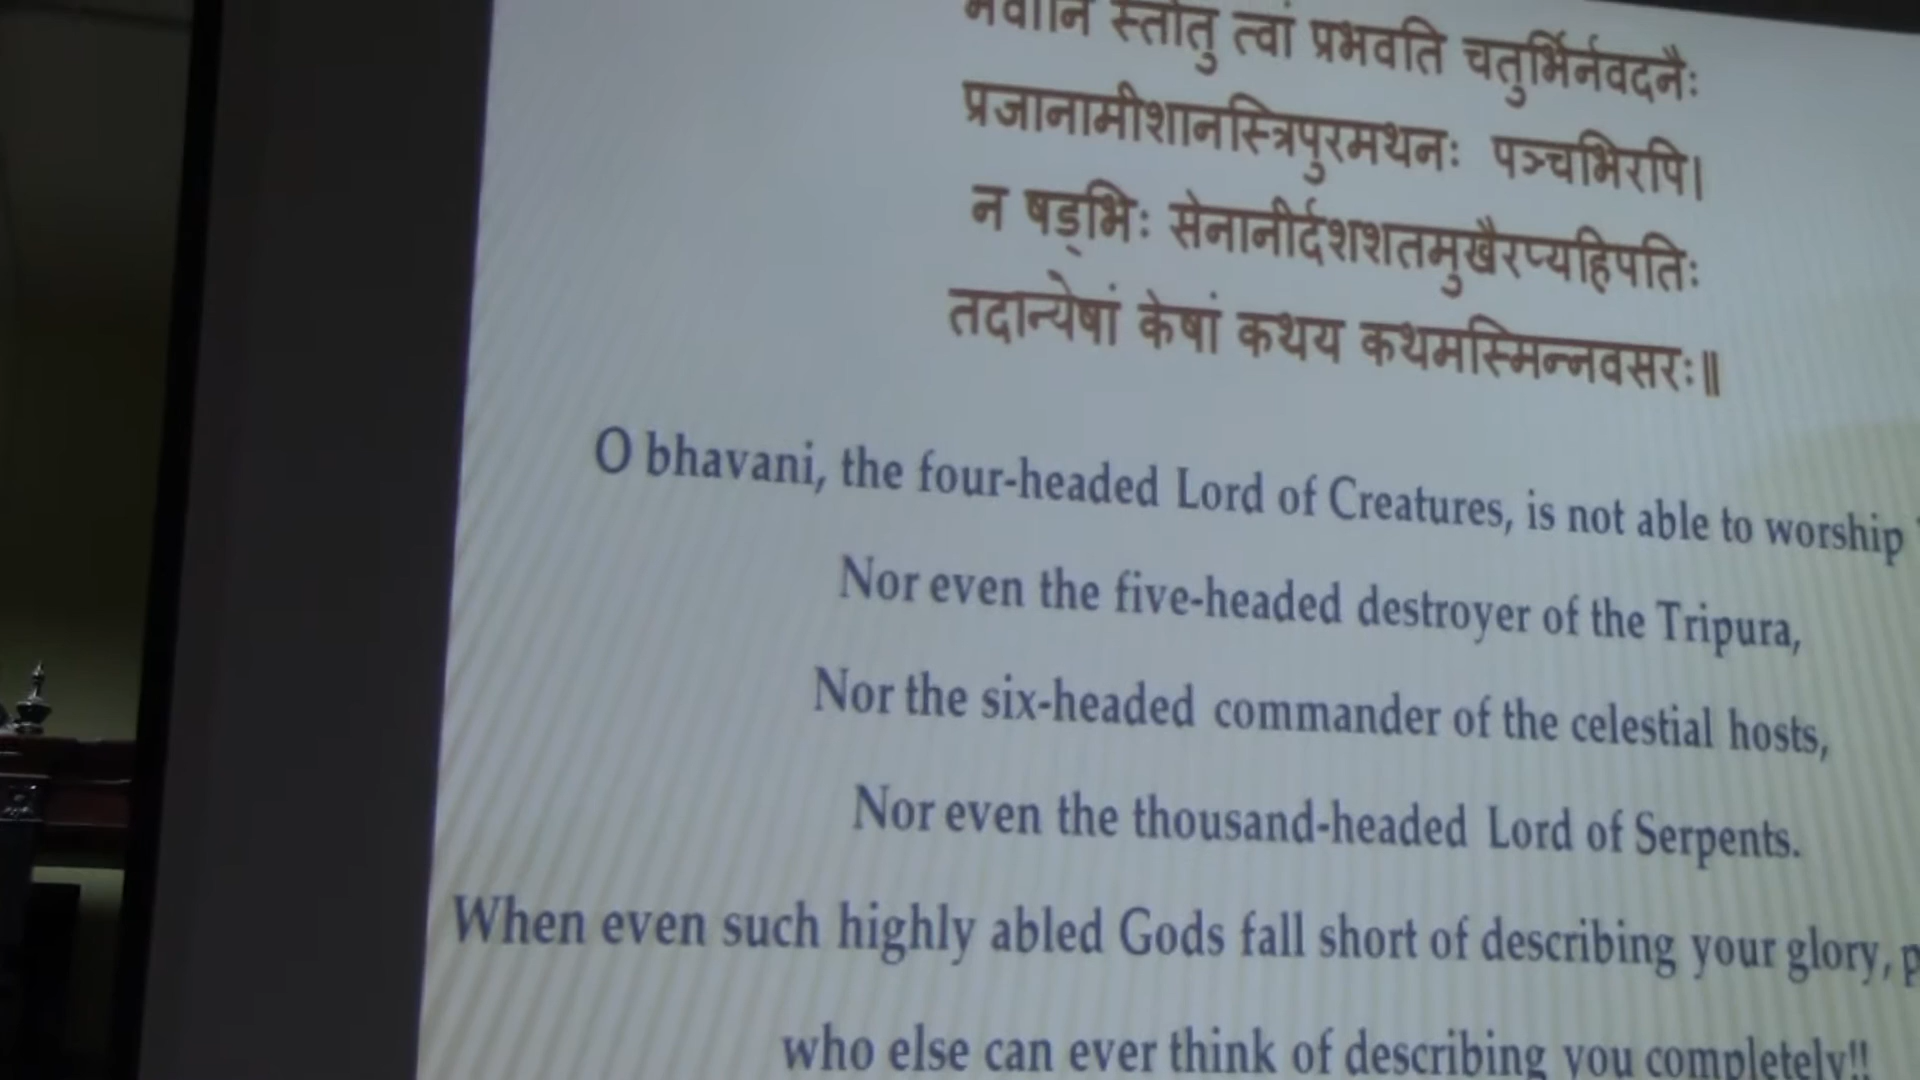 भवानि स्तोतु त्वां प्रभवति चतुर्भिर्नवदनैः
प्रजानामीशानस्त्रिपुरमथनः पञ्चभिरपि।
न षड्भिः सेनानीर्दशशतमुखैरप्यहिपतिः
तदान्येषां केषां कथय कथमस्मिन्नवसरः॥
O bhavani, the four-headed Lord of Creatures, is not able to worship
Nor even the five-headed destroyer of the Tripura,
Nor the six-headed commander of the celestial hosts,
Nor even the thousand-headed Lord of Serpents.
When even such highly abled Gods fall short of describing your glory,
who else can ever think of describing you completely!!